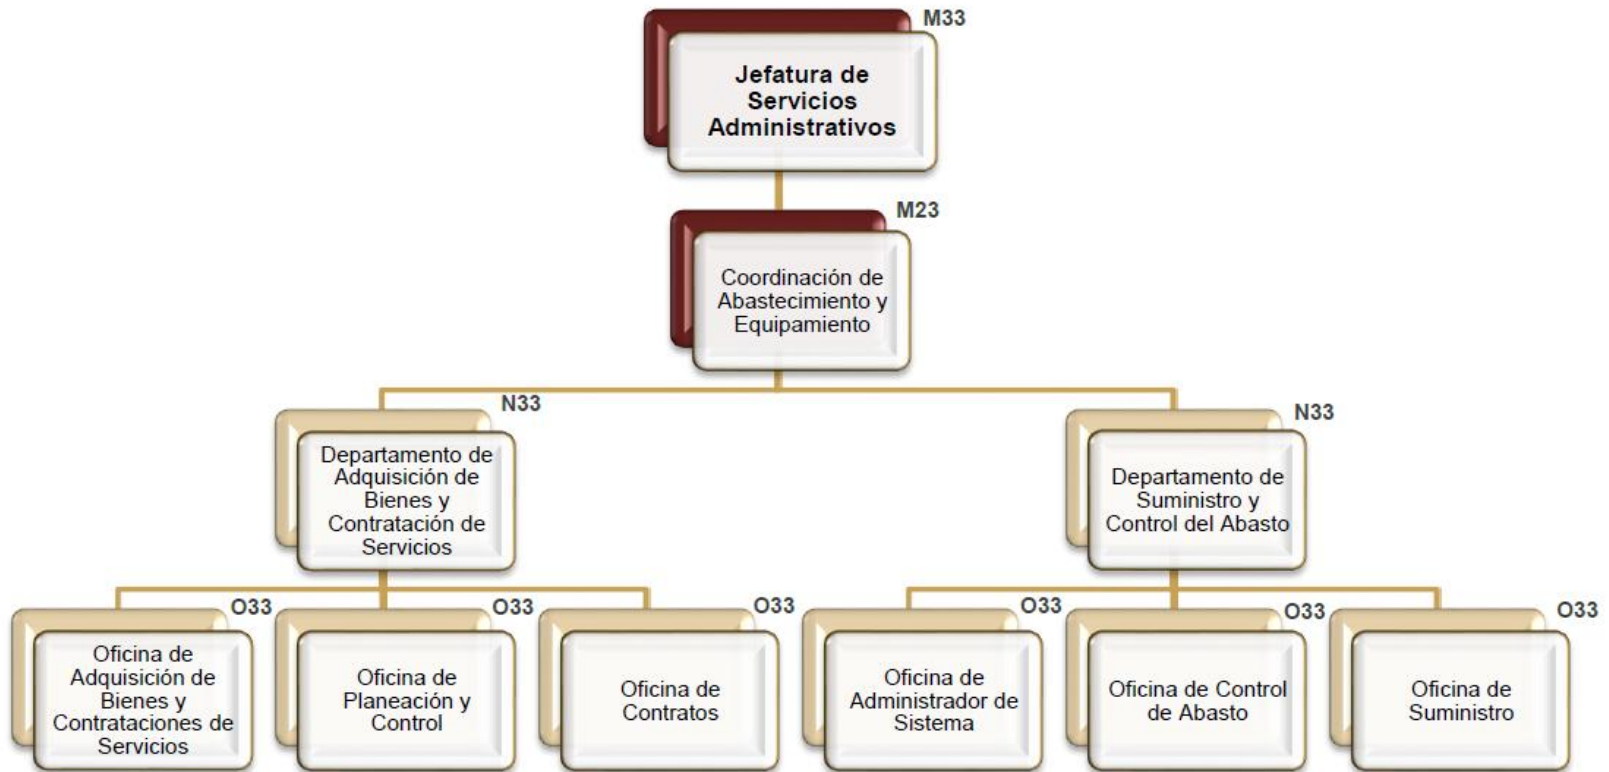 M33
Jefatura de
Servicios
Administrativos
M23
Coordinación de
Abastecimiento y
Equipamiento
N33
Departamento de
Adquisición de
Bienes y
Contratación de
Servicios
N33
Departamento de
Suministro y
Control del Abasto
O33
Oficina de
Adquisición de
Bienes y
Contrataciones de
Servicios
O33
Oficina de
Planeación y
Control
O33
Oficina de
Contratos
O33
Oficina de
Administrador de
Sistema
O33
Oficina de Control
de Abasto
O33
Oficina de
Suministro